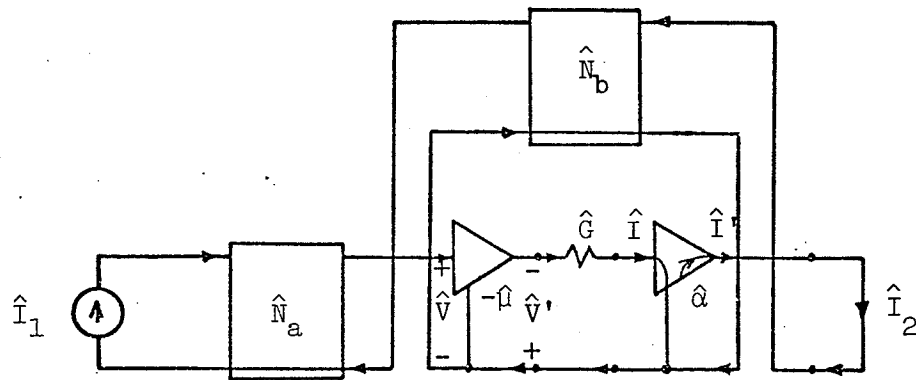 N̂b
Ĝ
Î
Î'
+
-
V̂
-μ̂
V̂'
α̂
-
+
Î1
N̂a
Î2